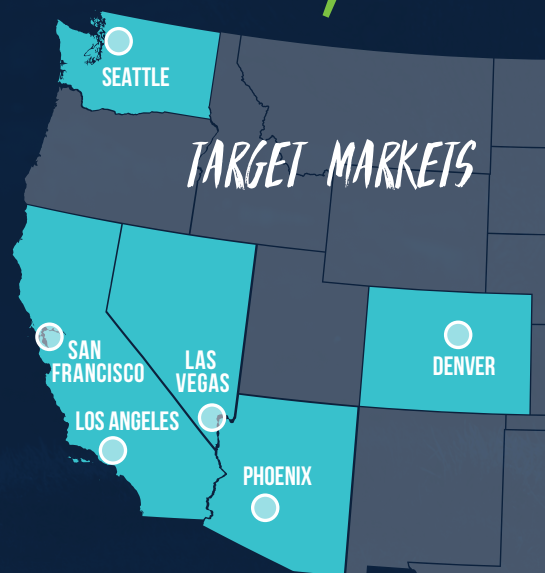 SEATTLE
TARGET MARKETS
SAN
FRANCISCO
LAS
VEGAS
DENVER
LOS ANGELES
PHOENIX